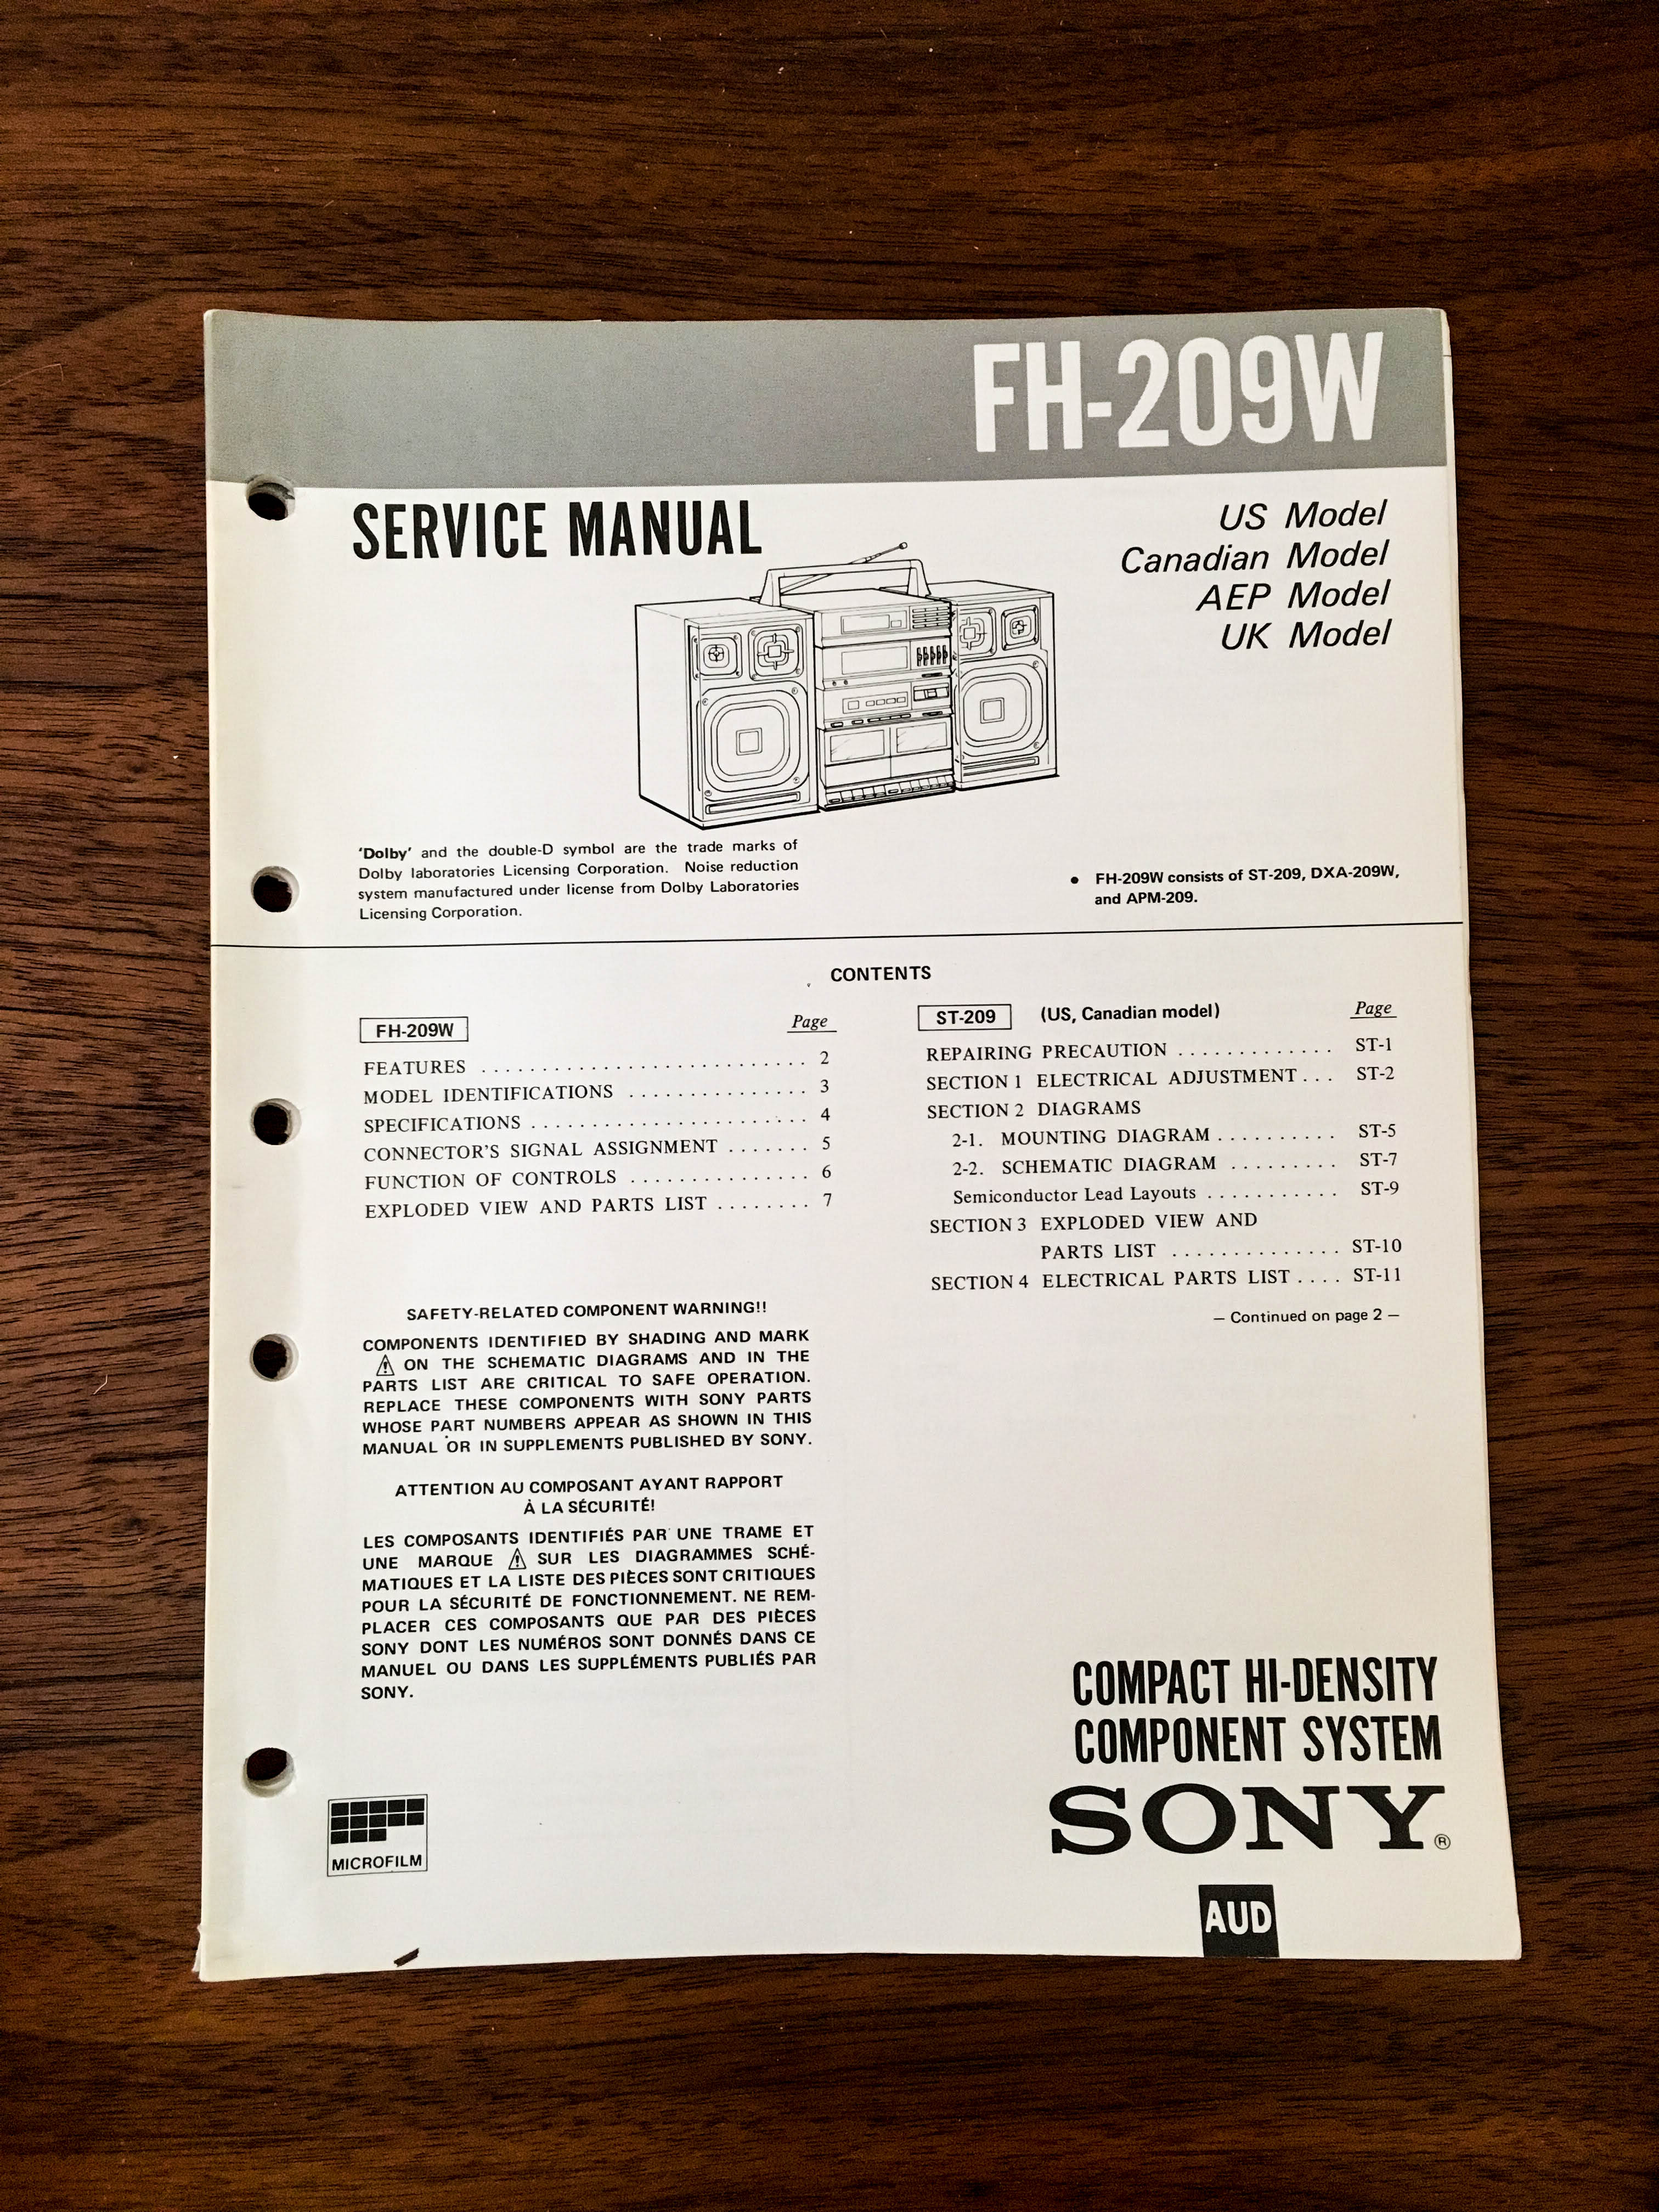 FH-209W
SERVICE MANUAL
US Model
Canadian Model
AEP Model
UK Model
'Dolby' and the double-D symbol are the trade marks of
Dolby laboratories Licensing Corporation. Noise reduction
system manufactured under license from Dolby Laboratories
Licensing Corporation.
• FH-209W consists of ST-209, DXA-209W,
and APM-209.
CONTENTS
FH-209W Page
FEATURES . . . . . . . . . . . . . . . . . . . . . . . . . . . 2
MODEL IDENTIFICATIONS . . . . . . . . . . . . . . . 3
SPECIFICATIONS . . . . . . . . . . . . . . . . . . . . . . . 4
CONNECTOR'S SIGNAL ASSIGNMENT . . . . . . . 5
FUNCTION OF CONTROLS . . . . . . . . . . . . . . . 6
EXPLODED VIEW AND PARTS LIST . . . . . . . . 7
SAFETY-RELATED COMPONENT WARNING!!
COMPONENTS IDENTIFIED BY SHADING AND MARK
⚠ ON THE SCHEMATIC DIAGRAMS AND IN THE
PARTS LIST ARE CRITICAL TO SAFE OPERATION.
REPLACE THESE COMPONENTS WITH SONY PARTS
WHOSE PART NUMBERS APPEAR AS SHOWN IN THIS
MANUAL OR IN SUPPLEMENTS PUBLISHED BY SONY.
ATTENTION AU COMPOSANT AYANT RAPPORT
À LA SÉCURITÉ!
LES COMPOSANTS IDENTIFIÉS PAR UNE TRAME ET
UNE MARQUE ⚠ SUR LES DIAGRAMMES SCHÉ-
MATIQUES ET LA LISTE DES PIÈCES SONT CRITIQUES
POUR LA SÉCURITÉ DE FONCTIONNEMENT. NE REM-
PLACER CES COMPOSANTS QUE PAR DES PIÈCES
SONY DONT LES NUMÉROS SONT DONNÉS DANS CE
MANUEL OU DANS LES SUPPLÉMENTS PUBLIÉS PAR
SONY.
MICROFILM
ST-209 (US, Canadian model) Page
REPAIRING PRECAUTION . . . . . . . . . . . . . ST-1
SECTION 1 ELECTRICAL ADJUSTMENT . . . ST-2
SECTION 2 DIAGRAMS
2-1. MOUNTING DIAGRAM . . . . . . . . . . ST-5
2-2. SCHEMATIC DIAGRAM . . . . . . . . . ST-7
Semiconductor Lead Layouts . . . . . . . . . . . ST-9
SECTION 3 EXPLODED VIEW AND
PARTS LIST . . . . . . . . . . . . . . ST-10
SECTION 4 ELECTRICAL PARTS LIST . . . . ST-11
— Continued on page 2 —
COMPACT HI-DENSITY
COMPONENT SYSTEM
SONY®
AUD